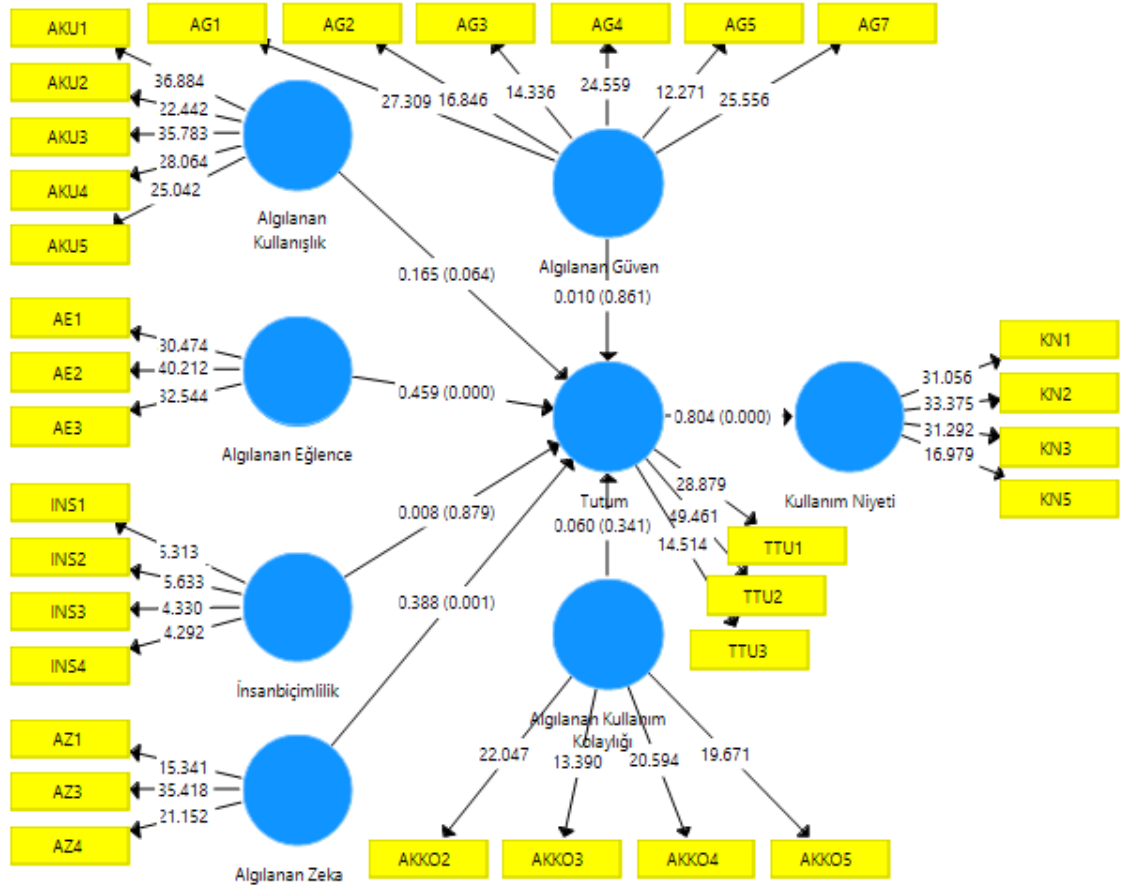 AKU1
AG1
AG2
AG3
AG4
AG5
AG7
AKU2
AKU3
AKU4
AKU5
36.884
22.442
35.783
28.064
25.042
27.309
16.846
14.336
24.559
12.271
25.556
Algılanan
Kullanışlık
Algılanan Güven
0.165 (0.064)
0.010 (0.861)
AE1
AE2
AE3
30.474
40.212
32.544
Algılanan Eğlence
0.459 (0.000)
0.804 (0.000)
Tutum
Kullanım Niyeti
KN1
KN2
KN3
KN5
31.056
33.375
31.292
16.979
28.879
49.461
14.514
TTU1
TTU2
TTU3
INS1
INS2
INS3
INS4
5.313
5.633
4.330
4.292
İnsanbiçimlilik
0.008 (0.879)
0.060 (0.341)
0.388 (0.001)
AZ1
AZ3
AZ4
15.341
35.418
21.152
Algılanan Zeka
Algılanan Kullanım
Kolaylığı
22.047
13.390
20.594
19.671
AKKO2
AKKO3
AKKO4
AKKO5